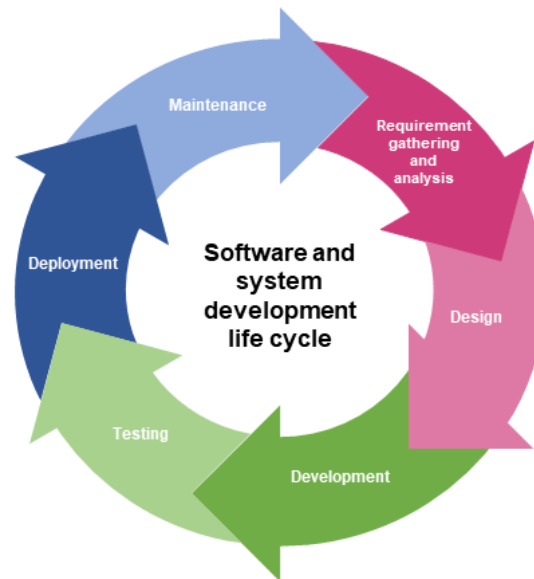 Maintenance
Requirement
gathering
and
analysis
Software and
system
development
life cycle
Deployment
Design
Testing
Development